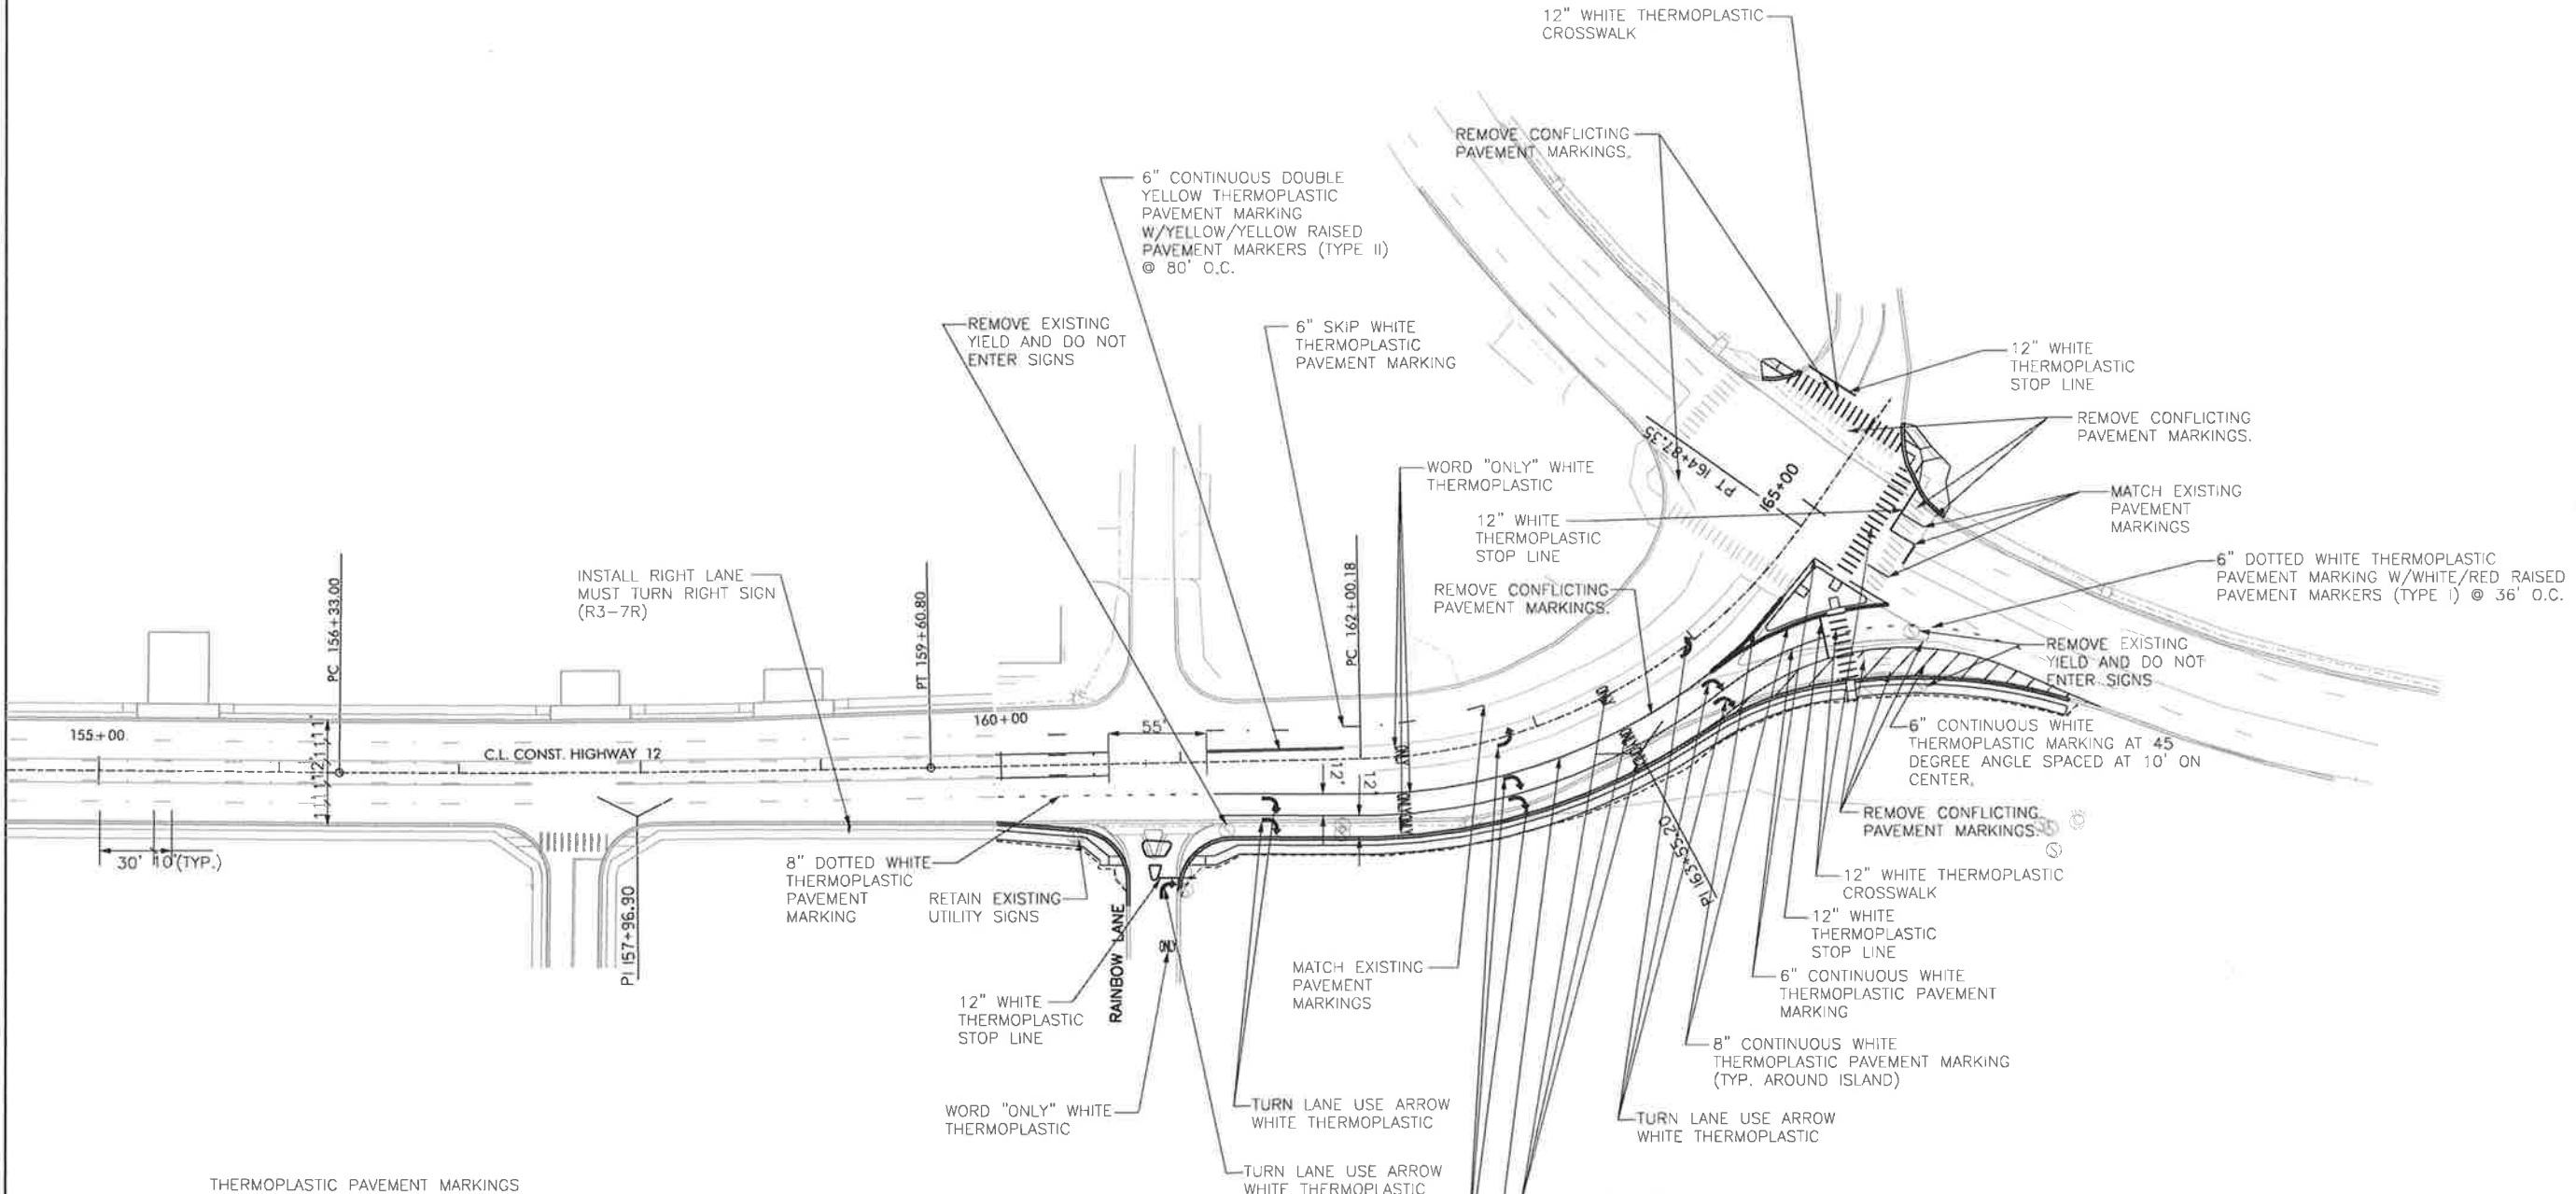 12" WHITE THERMOPLASTIC
CROSSWALK
REMOVE CONFLICTING
PAVEMENT MARKINGS.
6" CONTINUOUS DOUBLE
YELLOW THERMOPLASTIC
PAVEMENT MARKING
W/YELLOW/YELLOW RAISED
PAVEMENT MARKERS (TYPE II)
@ 80' O.C.
REMOVE EXISTING
YIELD AND DO NOT
ENTER SIGNS
6" SKIP WHITE
THERMOPLASTIC
PAVEMENT MARKING
12" WHITE
THERMOPLASTIC
STOP LINE
REMOVE CONFLICTING
PAVEMENT MARKINGS.
PT 164+87.35
165+00
WORD "ONLY" WHITE
THERMOPLASTIC
MATCH EXISTING
PAVEMENT
MARKINGS
12" WHITE
THERMOPLASTIC
STOP LINE
6" DOTTED WHITE THERMOPLASTIC
PAVEMENT MARKING W/WHITE/RED RAISED
PAVEMENT MARKERS (TYPE I) @ 36' O.C.
INSTALL RIGHT LANE
MUST TURN RIGHT SIGN
(R3-7R)
REMOVE CONFLICTING
PAVEMENT MARKINGS.
PC 156+33.00
PT 159+60.80
PC 162+00.18
REMOVE EXISTING
YIELD AND DO NOT
ENTER SIGNS
155+00
160+00
55'
C.L. CONST. HIGHWAY 12
11'
11'
12'
11'
11'
12'
12'
ONLY
ONLY
ONLY
ONLY
ONLY
ONLY
6" CONTINUOUS WHITE
THERMOPLASTIC MARKING AT 45
DEGREE ANGLE SPACED AT 10' ON
CENTER.
REMOVE CONFLICTING
PAVEMENT MARKINGS.
S
S
30' 10'(TYP.)
8" DOTTED WHITE
THERMOPLASTIC
PAVEMENT
MARKING
RETAIN EXISTING
UTILITY SIGNS
PI 157+96.90
PI 163+55.20
12" WHITE THERMOPLASTIC
CROSSWALK
12" WHITE
THERMOPLASTIC
STOP LINE
RAINBOW LANE
ONLY
MATCH EXISTING
PAVEMENT
MARKINGS
6" CONTINUOUS WHITE
THERMOPLASTIC PAVEMENT
MARKING
12" WHITE
THERMOPLASTIC
STOP LINE
8" CONTINUOUS WHITE
THERMOPLASTIC PAVEMENT MARKING
(TYP. AROUND ISLAND)
WORD "ONLY" WHITE
THERMOPLASTIC
TURN LANE USE ARROW
WHITE THERMOPLASTIC
TURN LANE USE ARROW
WHITE THERMOPLASTIC
TURN LANE USE ARROW
WHITE THERMOPLASTIC
THERMOPLASTIC PAVEMENT MARKINGS